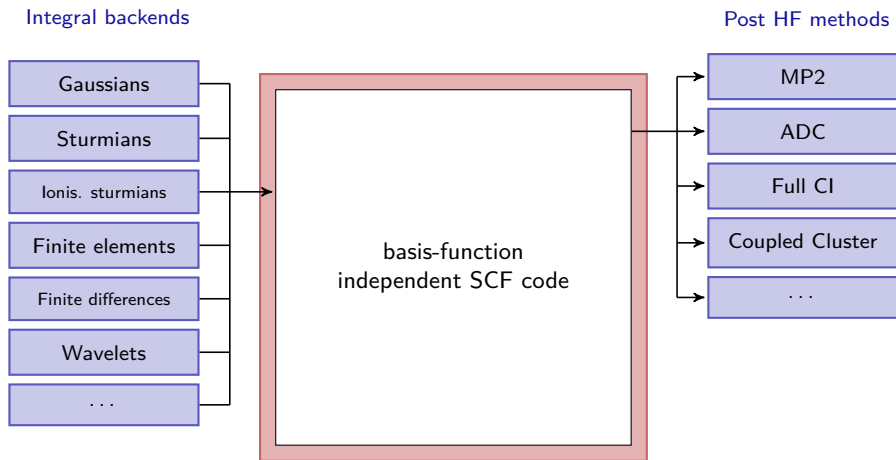 Integral backends
Gaussians
Sturmians
Ionis. sturmians
Finite elements
Finite differences
Wavelets
...
basis-function
independent SCF code
Post HF methods
MP2
ADC
Full CI
Coupled Cluster
...